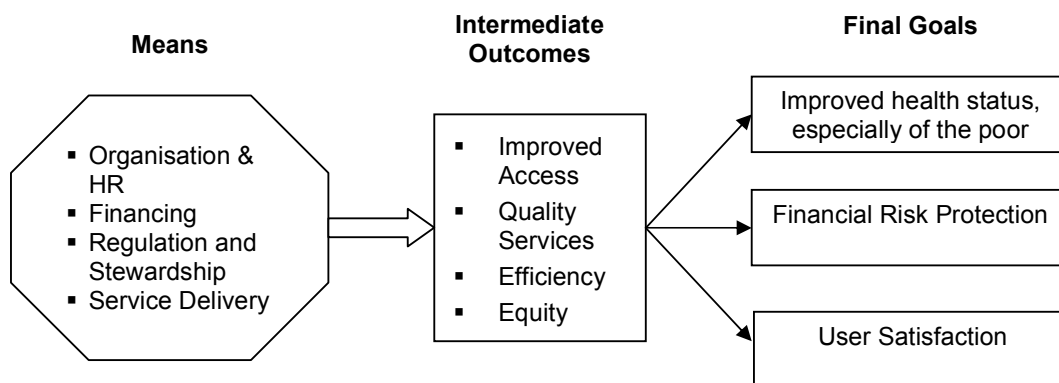 Means
▪ Organisation &
HR
▪ Financing
▪ Regulation and
Stewardship
▪ Service Delivery
Intermediate
Outcomes
▪ Improved
Access
▪ Quality
Services
▪ Efficiency
▪ Equity
Final Goals
Improved health status,
especially of the poor
Financial Risk Protection
User Satisfaction